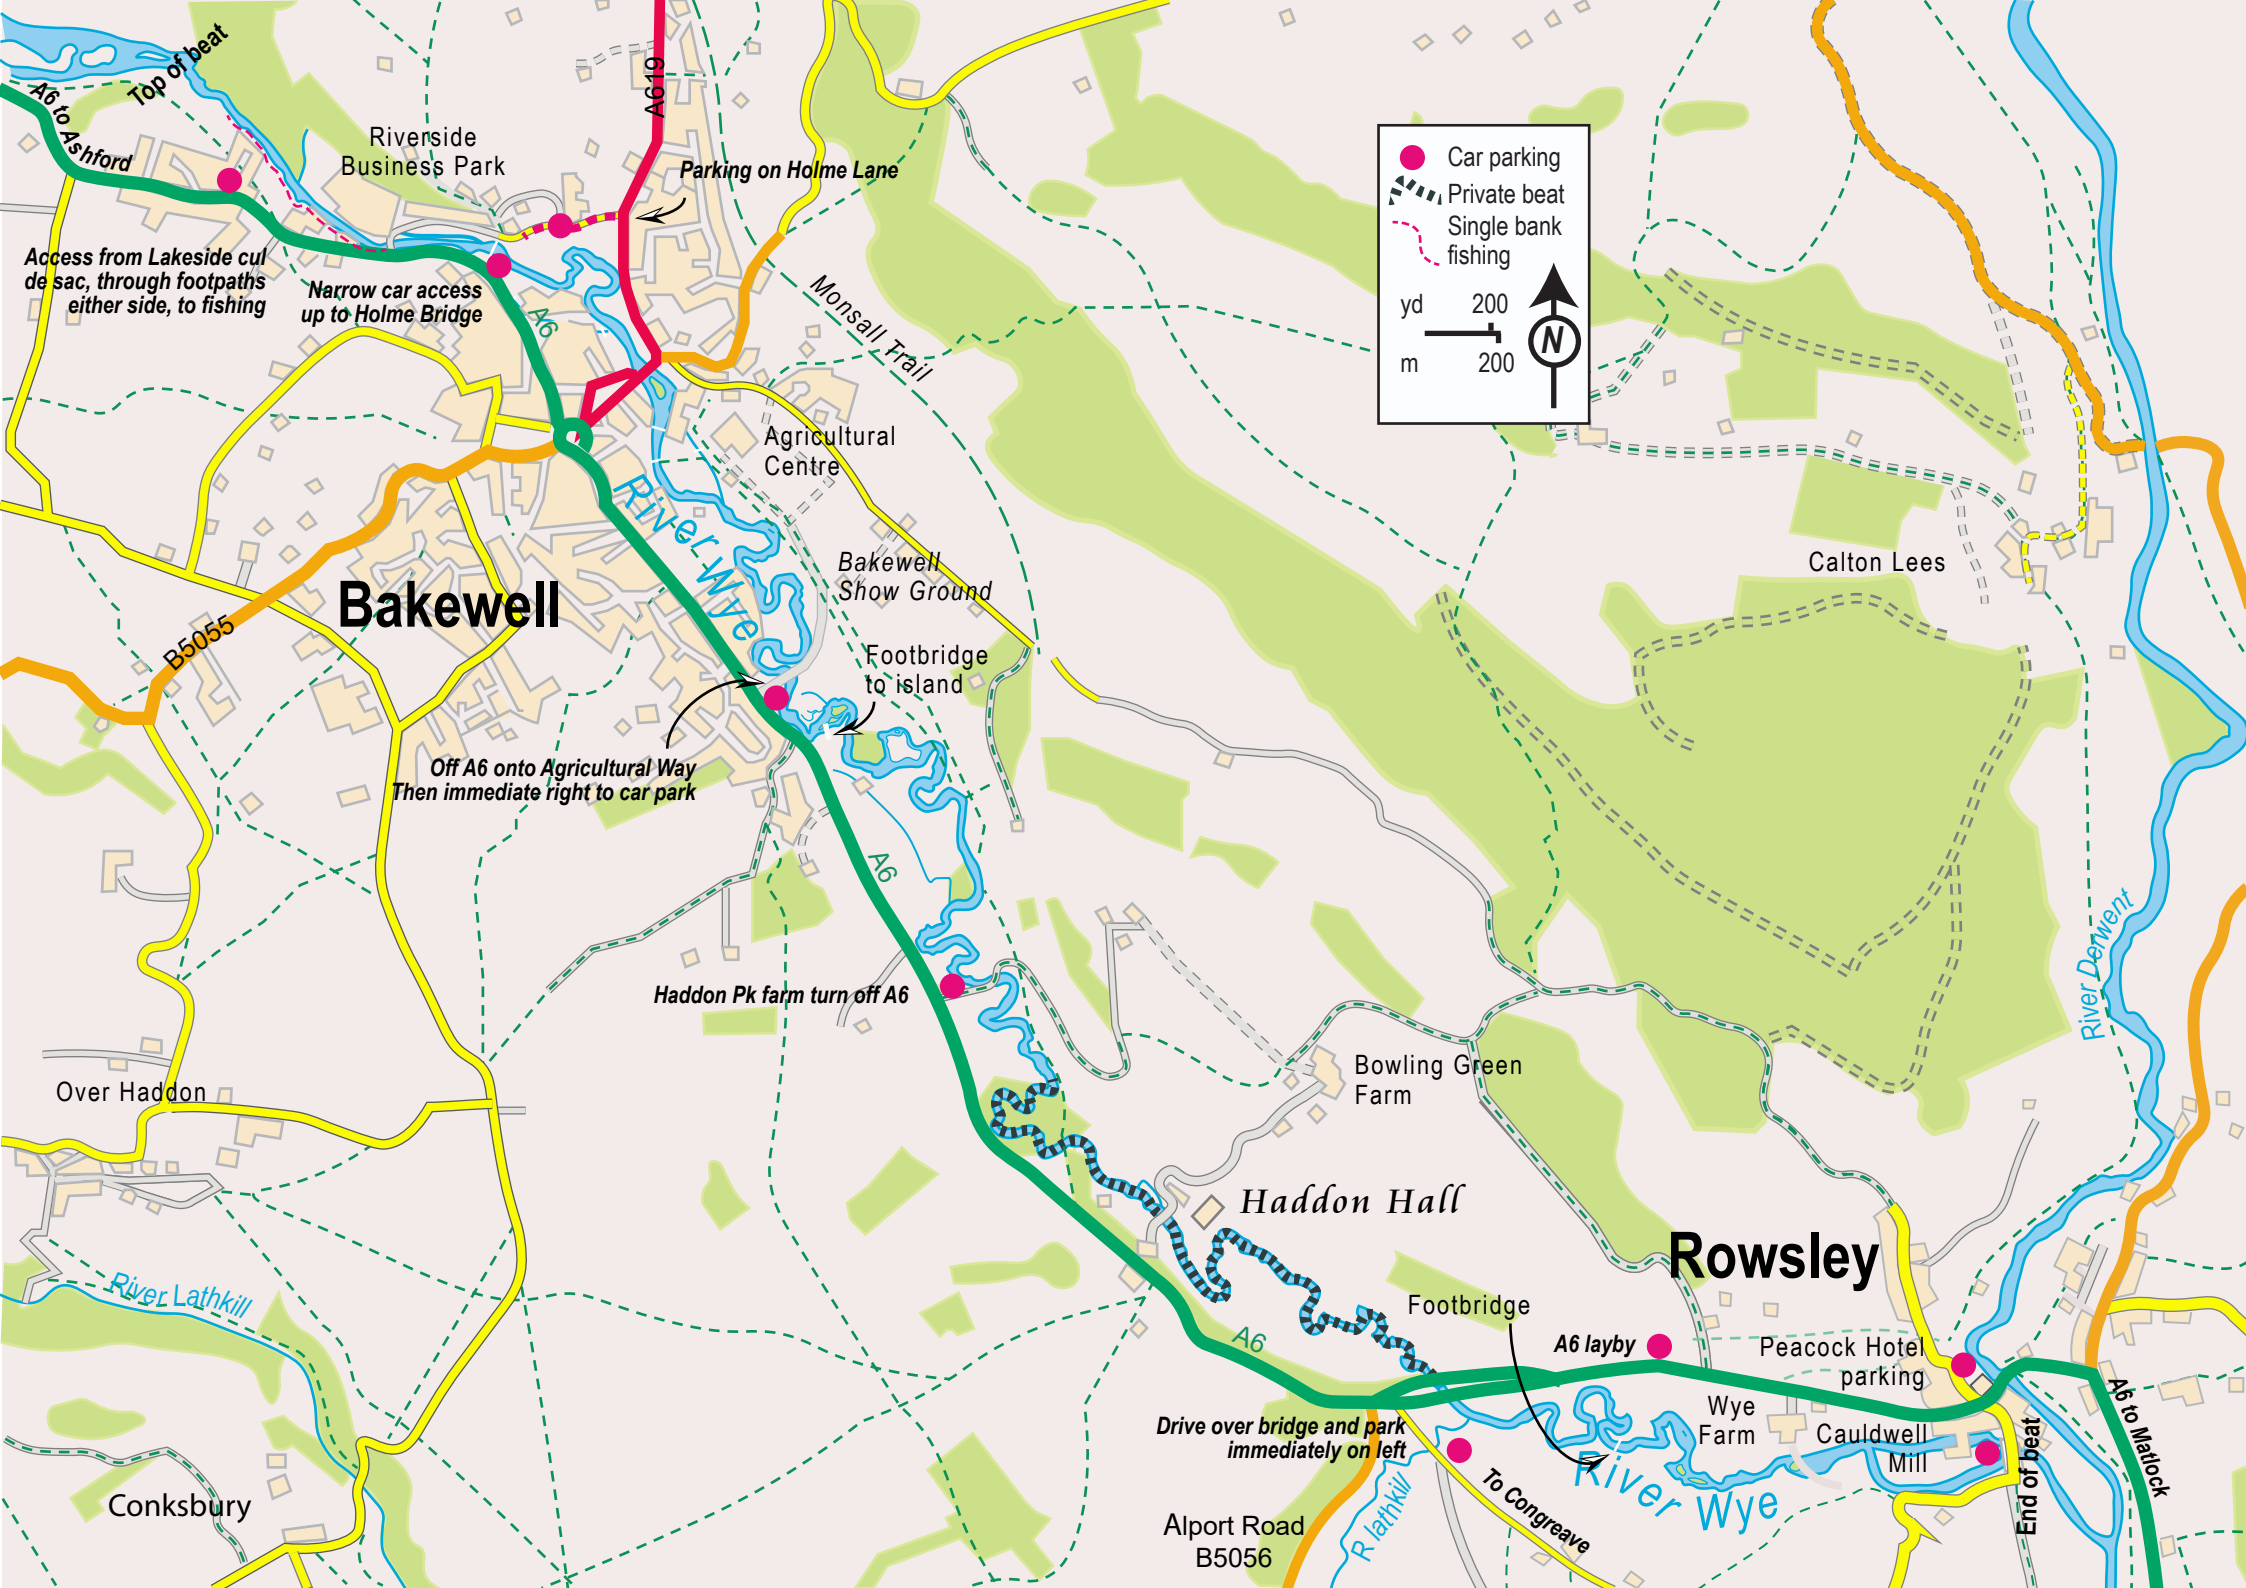 Top of beat
A6 to Ashford
Riverside
Business Park
A619
Parking on Holme Lane
Access from Lakeside cul
de sac, through footpaths
either side, to fishing
Narrow car access
up to Holme Bridge
A6
Monsall Trail
Car parking
Private beat
Single bank
fishing
yd 200
N
m 200
Agricultural
Centre
River Wye
Bakewell
Show Ground
Calton Lees
Bakewell
B5055
Footbridge
to island
Off A6 onto Agricultural Way
Then immediate right to car park
A6
River Derwent
Haddon Pk farm turn off A6
Bowling Green
Farm
Over Haddon
Haddon Hall
Rowsley
River Lathkill
Footbridge
A6
A6 layby
Peacock Hotel
parking
Drive over bridge and park
immediately on left
Wye
Farm
Cauldwell
Mill
A6 to Matlock
End of beat
River Wye
R lathkill
To Congreave
Conksbury
Alport Road
B5056